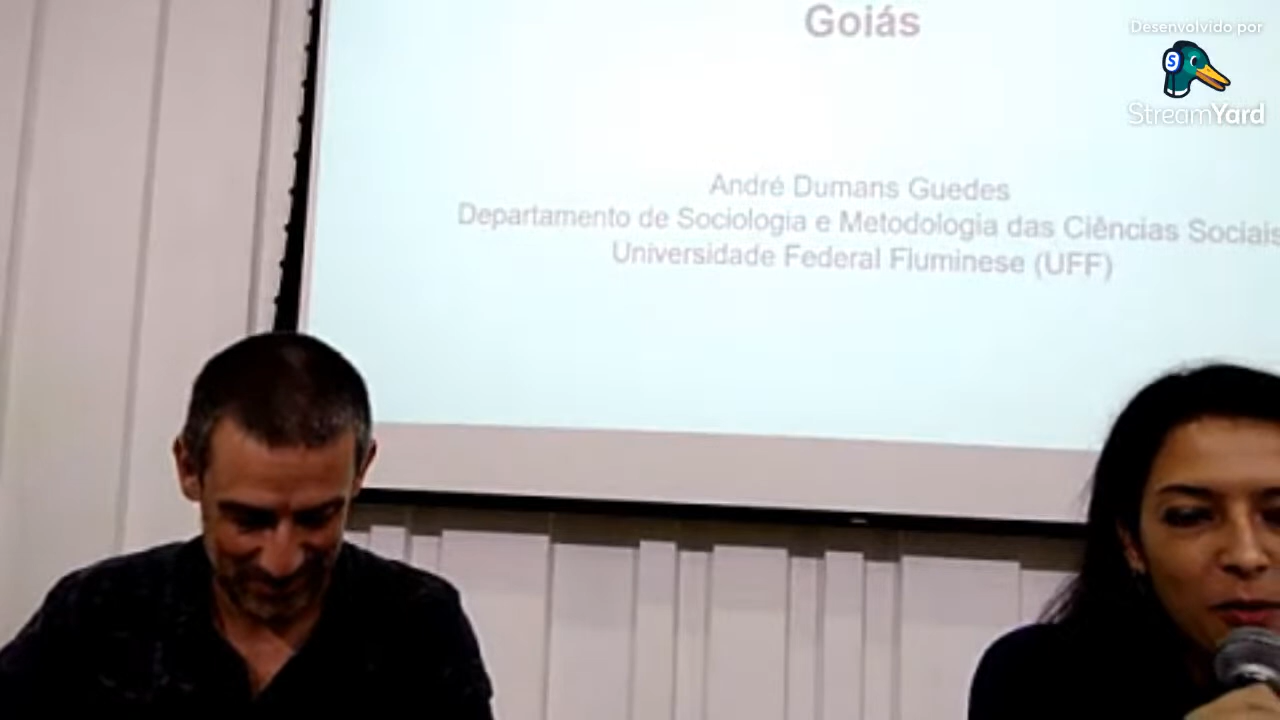 Goiás
Desenvolvido por
S
StreamYard
André Dumans Guedes
Departamento de Sociologia e Metodologia das Ciências Sociais
Universidade Federal Fluminese (UFF)